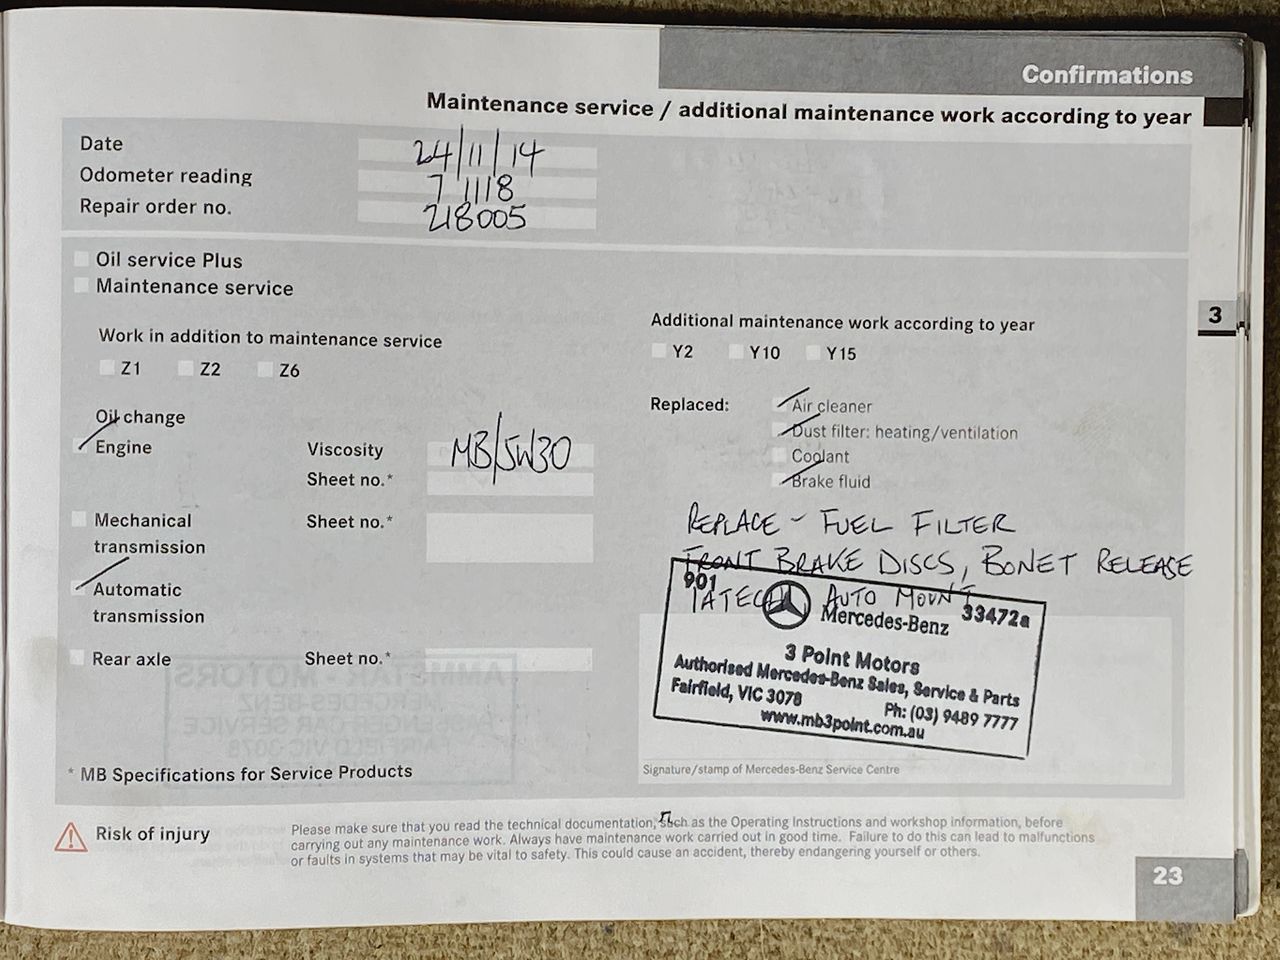 Confirmations
Maintenance service / additional maintenance work according to year
Date 24/11/14
Odometer reading 71118
Repair order no. 218005
Oil service Plus
Maintenance service
Work in addition to maintenance service
Z1 Z2 Z6
Additional maintenance work according to year
Y2 Y10 Y15
3
Oil change
Engine Viscosity MB/5W30
Sheet no.*
Mechanical transmission Sheet no.*
Automatic transmission
Rear axle Sheet no.*
* MB Specifications for Service Products
Replaced: Air cleaner
Dust filter: heating/ventilation
Coolant
Brake fluid
REPLACE - FUEL FILTER
FRONT BRAKE DISCS, BONET RELEASE
AUTO MOUNT
901 33472a
Mercedes-Benz
3 Point Motors
Authorised Mercedes-Benz Sales, Service & Parts
Fairfield, VIC 3078 Ph: (03) 9489 7777
www.mb3point.com.au
Signature/stamp of Mercedes-Benz Service Centre
Risk of injury
Please make sure that you read the technical documentation, such as the Operating Instructions and workshop information, before
carrying out any maintenance work. Always have maintenance work carried out in good time. Failure to do this can lead to malfunctions
or faults in systems that may be vital to safety. This could cause an accident, thereby endangering yourself or others.
23